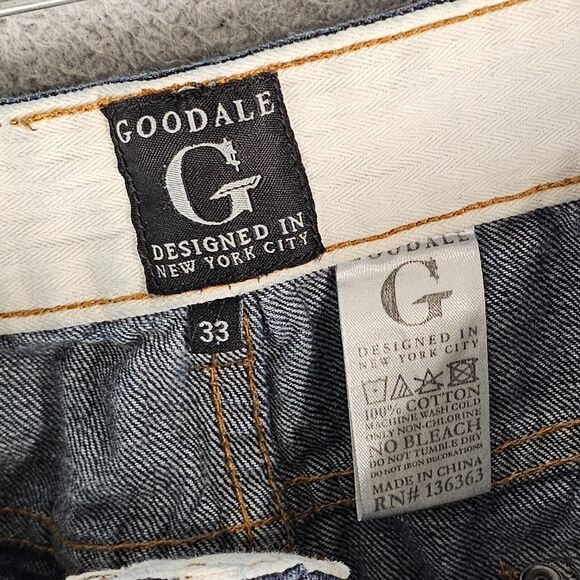 GOODALE
G
DESIGNED IN
NEW YORK CITY
33
GOODALE
G
DESIGNED IN
NEW YORK CITY
100% COTTON
MACHINE WASH COLD
ONLY NON-CHLORINE
NO BLEACH
DO NOT TUMBLE DRY
DO NOT IRON DECORATIONS
MADE IN CHINA
RN# 136363